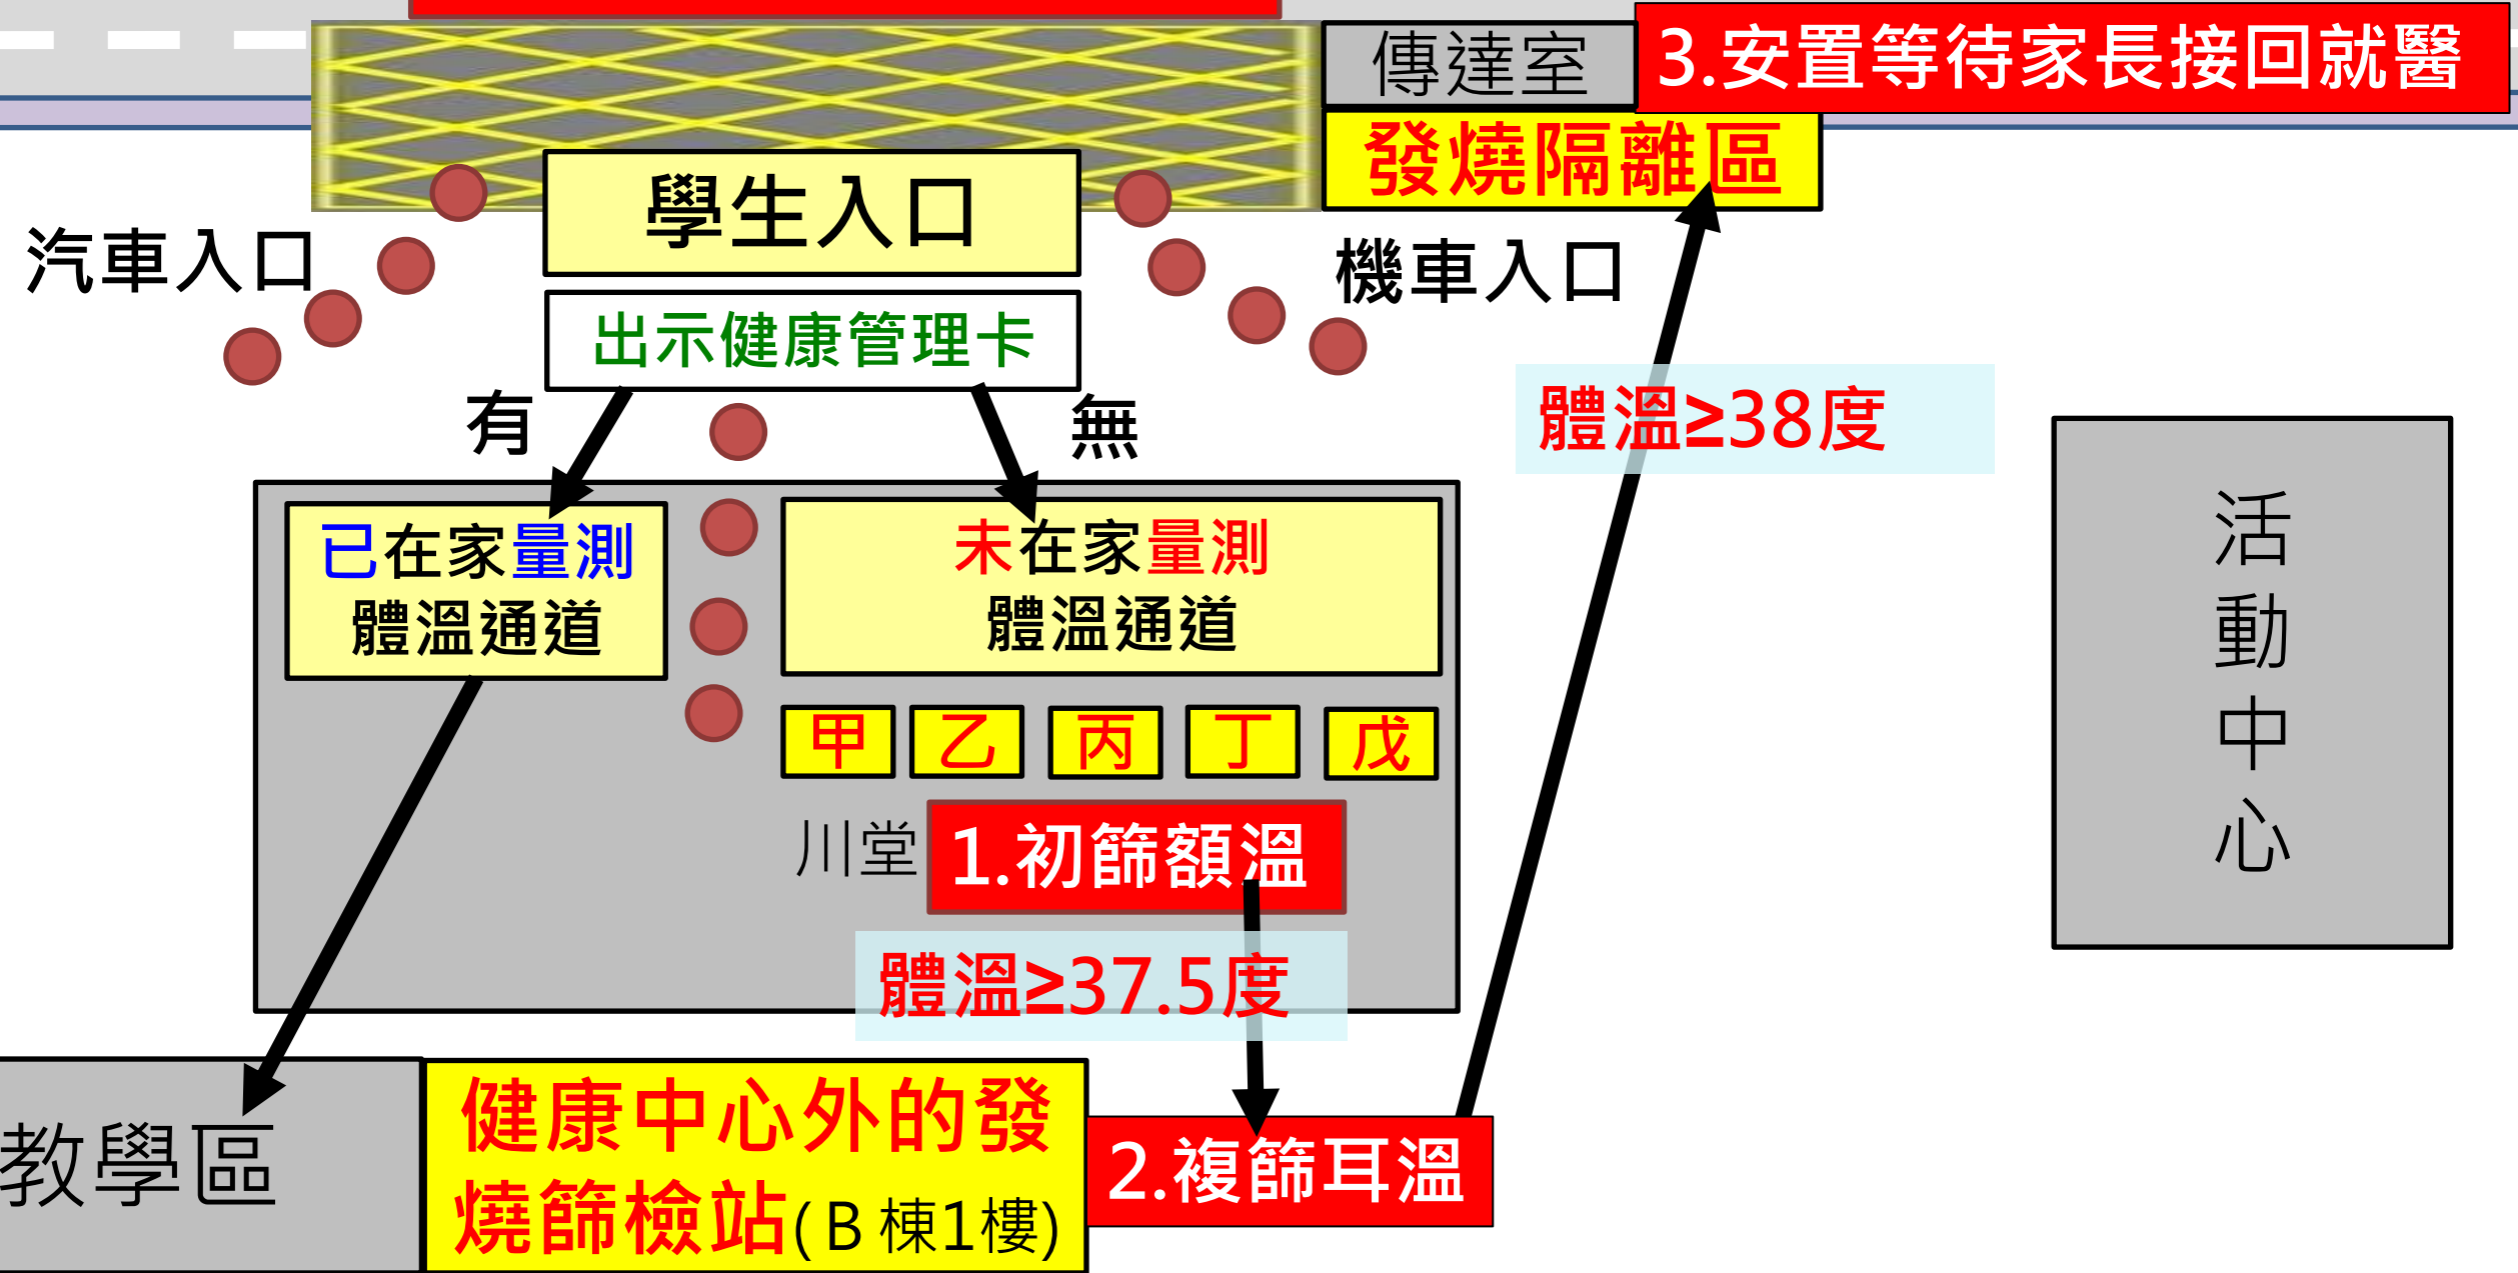 傳達室
3.安置等待家長接回就醫
發燒隔離區
學生入口
汽車入口
機車入口
出示健康管理卡
有
無
體溫≥38度
已在家量測
體溫通道
未在家量測
體溫通道
甲
乙
丙
丁
戊
川堂
1.初篩額溫
體溫≥37.5度
活
動
中
心
教學區
健康中心外的發
燒篩檢站(B棟1樓)
2.複篩耳溫